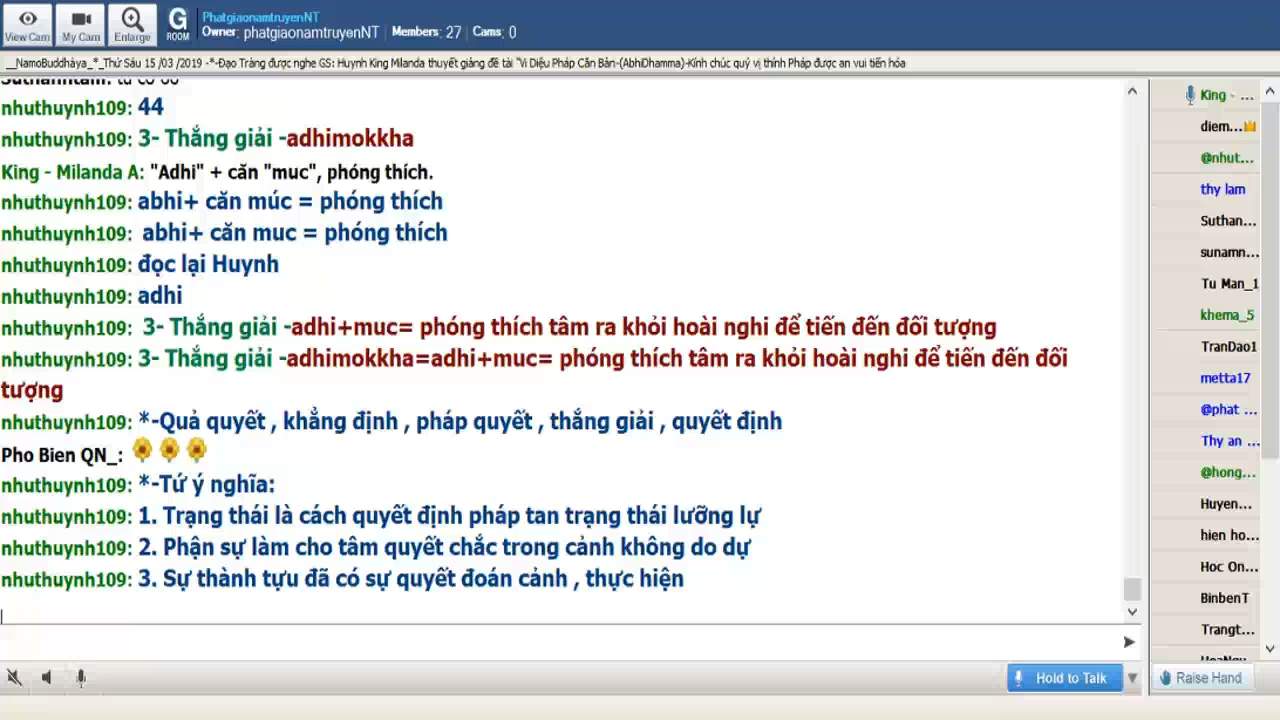 PhatgiaonamtruyenNT
Owner: phatgiaonamtruyenNT | Members: 27 | Cams: 0
View Cam My Cam Enlarge G ROOM
__NamoBuddhàya_*_Thứ Sáu 15 /03 /2019 -*-Đạo Tràng được nghe GS: Huynh King Milanda thuyết giảng đề tài "Vi Diệu Pháp Căn Bản-(AbhiDhamma)-Kính chúc quý vị thính Pháp được an vui tiến hóa
nhuthuynh109: 44
nhuthuynh109: 3- Thắng giải -adhimokkha
King - Milanda A: "Adhi" + căn "muc", phóng thích.
nhuthuynh109: abhi+ căn múc = phóng thích
nhuthuynh109: abhi+ căn muc = phóng thích
nhuthuynh109: đọc lại Huynh
nhuthuynh109: adhi
nhuthuynh109: 3- Thắng giải -adhi+muc= phóng thích tâm ra khỏi hoài nghi để tiến đến đối tượng
nhuthuynh109: 3- Thắng giải -adhimokkha=adhi+muc= phóng thích tâm ra khỏi hoài nghi để tiến đến đối
tượng
nhuthuynh109: *-Quả quyết , khẳng định , pháp quyết , thắng giải , quyết định
Pho Bien QN_:
nhuthuynh109: *-Tứ ý nghĩa:
nhuthuynh109: 1. Trạng thái là cách quyết định pháp tan trạng thái lưỡng lự
nhuthuynh109: 2. Phận sự làm cho tâm quyết chắc trong cảnh không do dự
nhuthuynh109: 3. Sự thành tựu đã có sự quyết đoán cảnh , thực hiện
King - ...
diem...
@nhut...
thy lam
Suthan...
sunamn...
Tu Man_1
khema_5
TranDao1
metta17
@phat ...
Thy an ...
@hong...
Huyen...
hien ho...
Hoc On...
BinbenT
Trangt...
Hold to Talk
Raise Hand